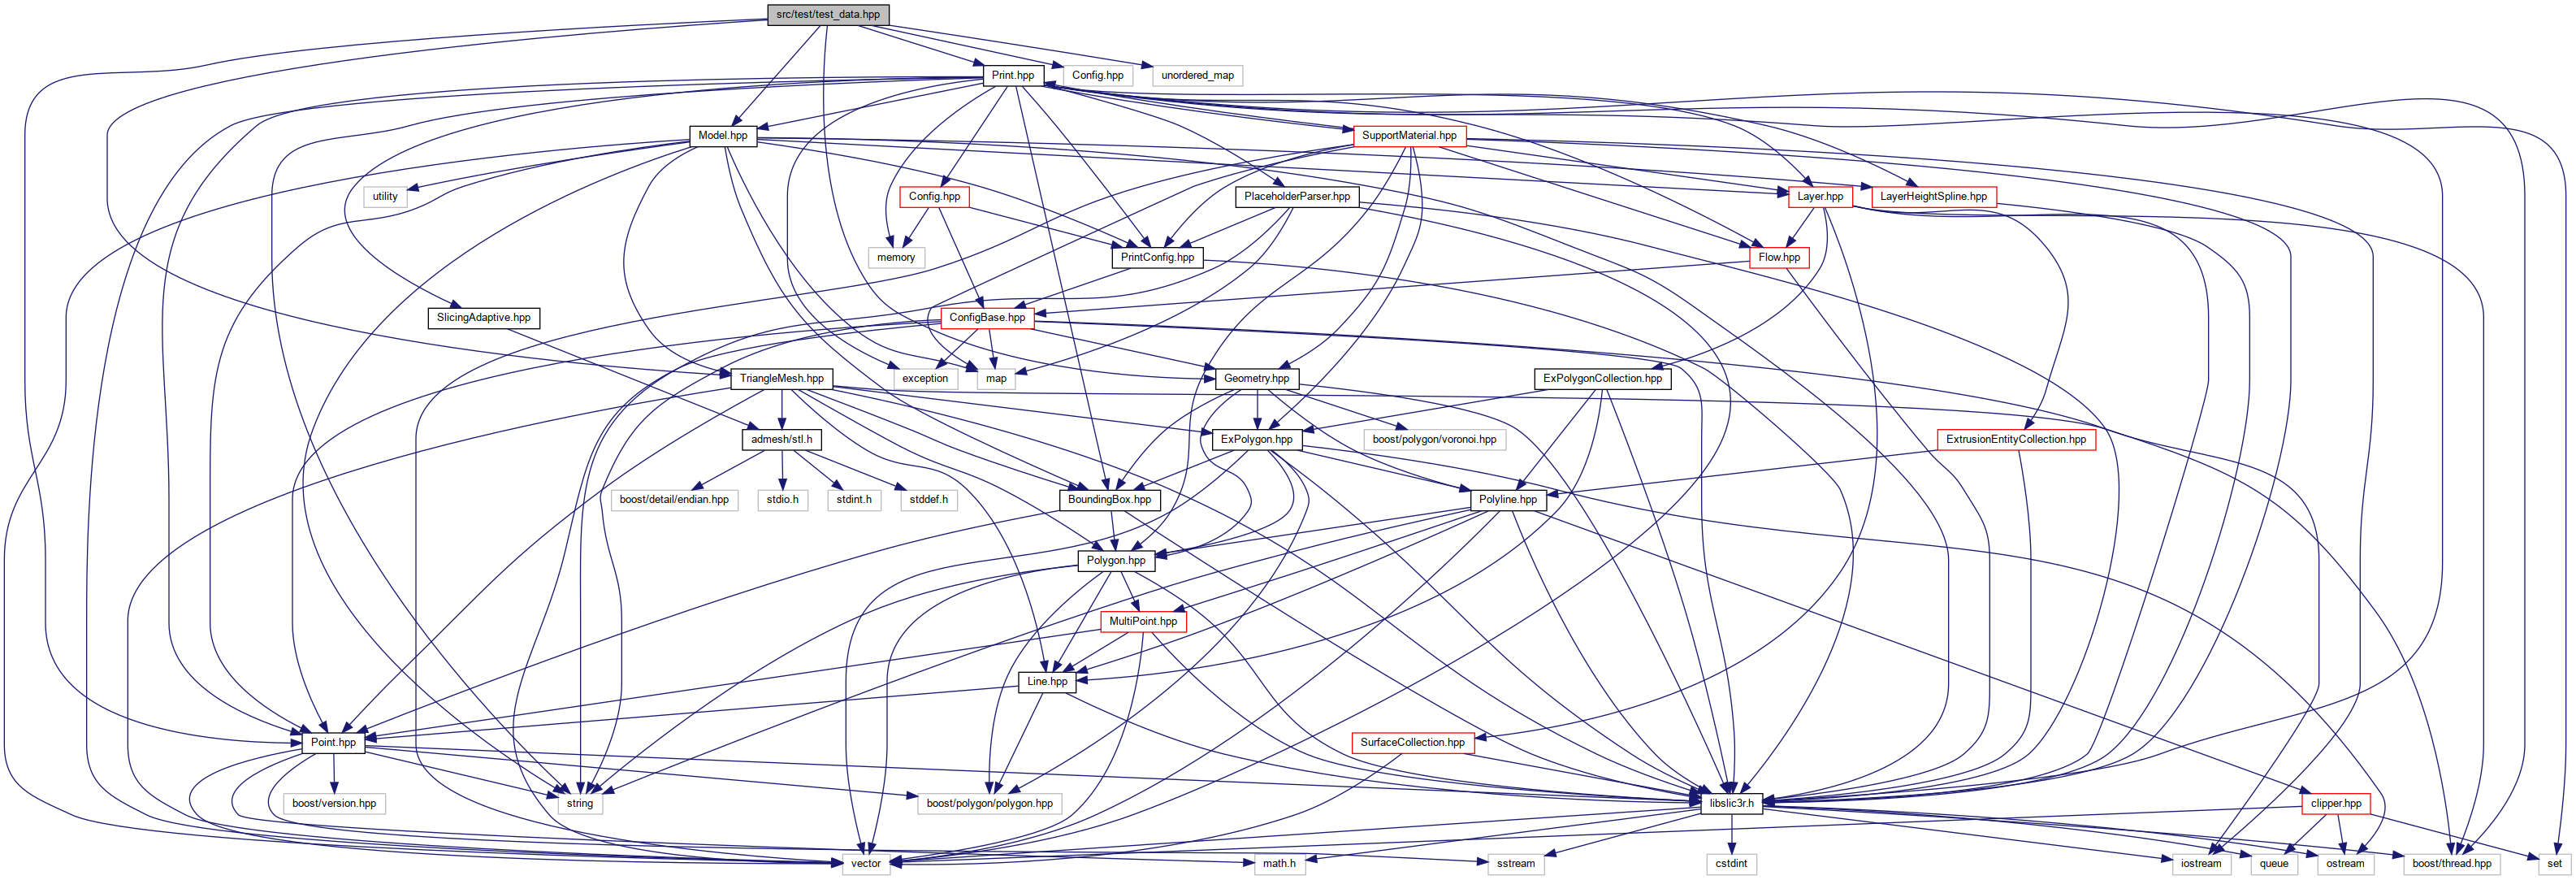 src/test/test_data.hpp
Print.hpp
Config.hpp
unordered_map
Model.hpp
SupportMaterial.hpp
utility
Config.hpp
PlaceholderParser.hpp
Layer.hpp
LayerHeightSpline.hpp
memory
PrintConfig.hpp
Flow.hpp
SlicingAdaptive.hpp
ConfigBase.hpp
TriangleMesh.hpp
exception
map
Geometry.hpp
ExPolygonCollection.hpp
admesh/stl.h
ExPolygon.hpp
boost/polygon/voronoi.hpp
ExtrusionEntityCollection.hpp
boost/detail/endian.hpp
stdio.h
stdint.h
stddef.h
BoundingBox.hpp
Polyline.hpp
Polygon.hpp
MultiPoint.hpp
Line.hpp
Point.hpp
SurfaceCollection.hpp
boost/version.hpp
string
boost/polygon/polygon.hpp
libslic3r.h
clipper.hpp
vector
math.h
sstream
cstdint
iostream
queue
ostream
boost/thread.hpp
set